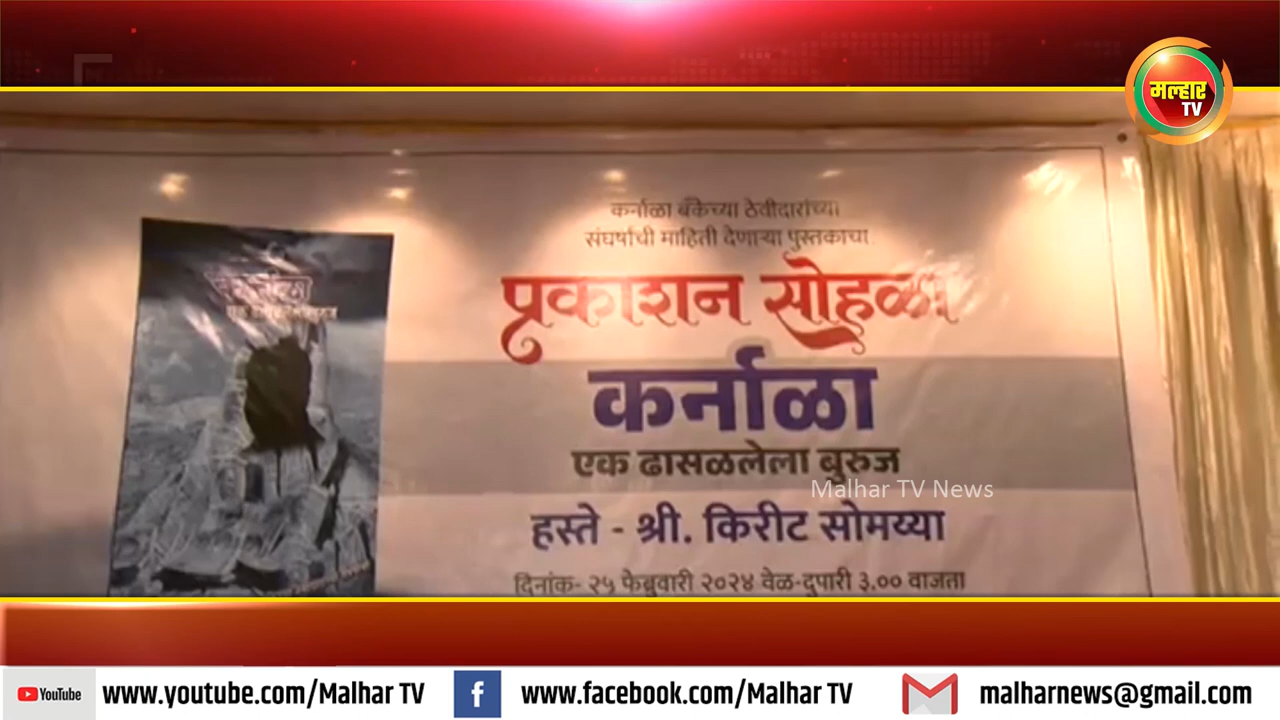 मल्हार
TV
कर्नाळा बँकेच्या ठेवीदारांच्या
संघर्षाची माहिती देणाऱ्या पुस्तकाचा
प्रकाशन सोहळा
कर्नाळा
एक ढासळलेला बुरुज
Malhar TV News
हस्ते - श्री. किरीट सोमय्या
दिनांक- २५ फेब्रुवारी २०२४ वेळ-दुपारी ३.०० वाजता
YouTube www.youtube.com/Malhar TV
f www.facebook.com/Malhar TV
malharnews@gmail.com